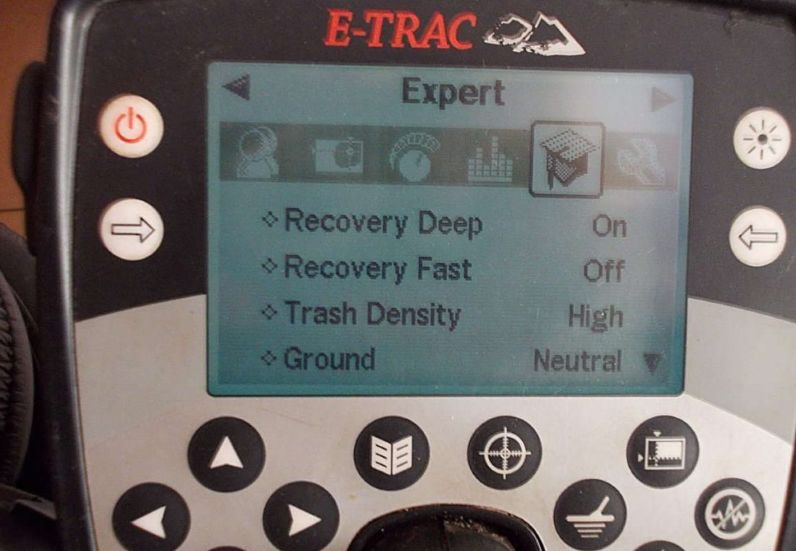 E-TRAC
Expert
Recovery Deep On
Recovery Fast Off
Trash Density High
Ground Neutral